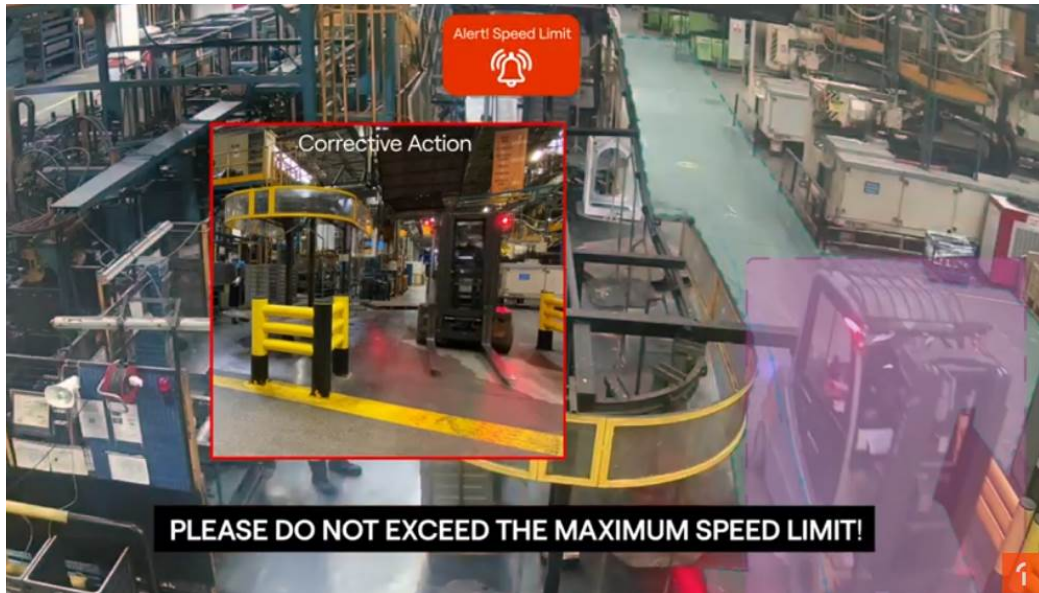 Alert! Speed Limit
Corrective Action
PLEASE DO NOT EXCEED THE MAXIMUM SPEED LIMIT!